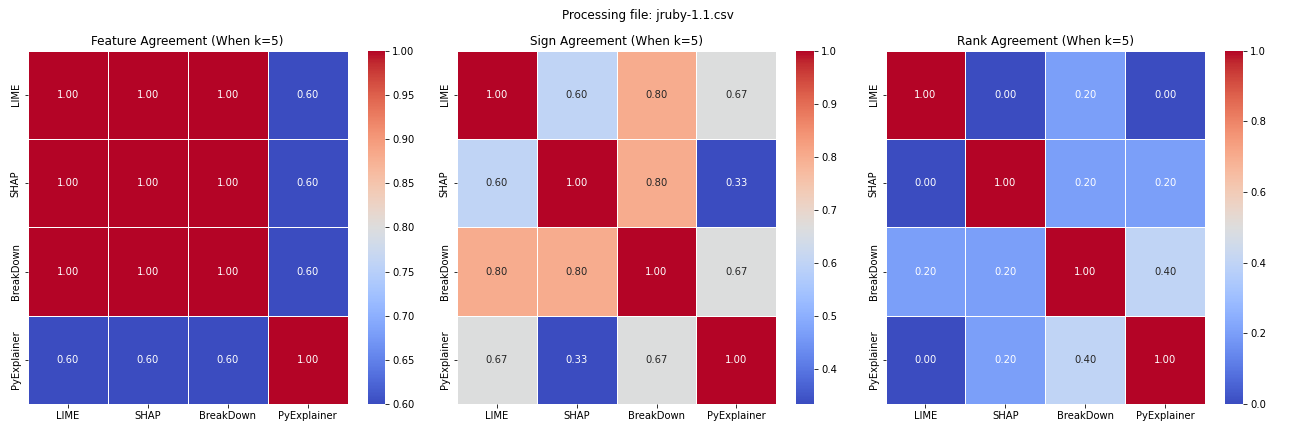 Processing file: jruby-1.1.csv
Feature Agreement (When k=5)
LIME
1.00 1.00 1.00 0.60
SHAP
1.00 1.00 1.00 0.60
BreakDown
1.00 1.00 1.00 0.60
PyExplainer
0.60 0.60 0.60 1.00
LIME SHAP BreakDown PyExplainer
1.00
0.95
0.90
0.85
0.80
0.75
0.70
0.65
0.60
Sign Agreement (When k=5)
LIME
1.00 0.60 0.80 0.67
SHAP
0.60 1.00 0.80 0.33
BreakDown
0.80 0.80 1.00 0.67
PyExplainer
0.67 0.33 0.67 1.00
LIME SHAP BreakDown PyExplainer
1.0
0.9
0.8
0.7
0.6
0.5
0.4
Rank Agreement (When k=5)
LIME
1.00 0.00 0.20 0.00
SHAP
0.00 1.00 0.20 0.20
BreakDown
0.20 0.20 1.00 0.40
PyExplainer
0.00 0.20 0.40 1.00
LIME SHAP BreakDown PyExplainer
1.0
0.8
0.6
0.4
0.2
0.0